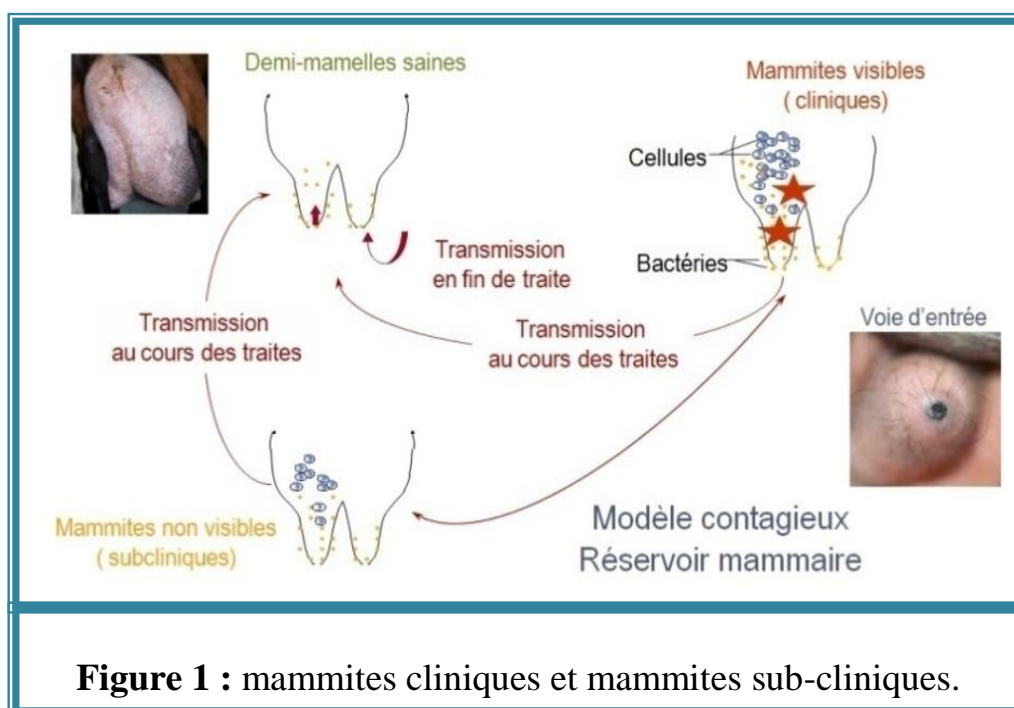 Demi-mamelles saines
Mammites visibles
( cliniques)
Cellules
Bactéries
Transmission
en fin de traite
Transmission
au cours des traites
Transmission
au cours des traites
Voie d'entrée
Mammites non visibles
( subcliniques)
Modèle contagieux
Réservoir mammaire
Figure 1 : mammites cliniques et mammites sub-cliniques.